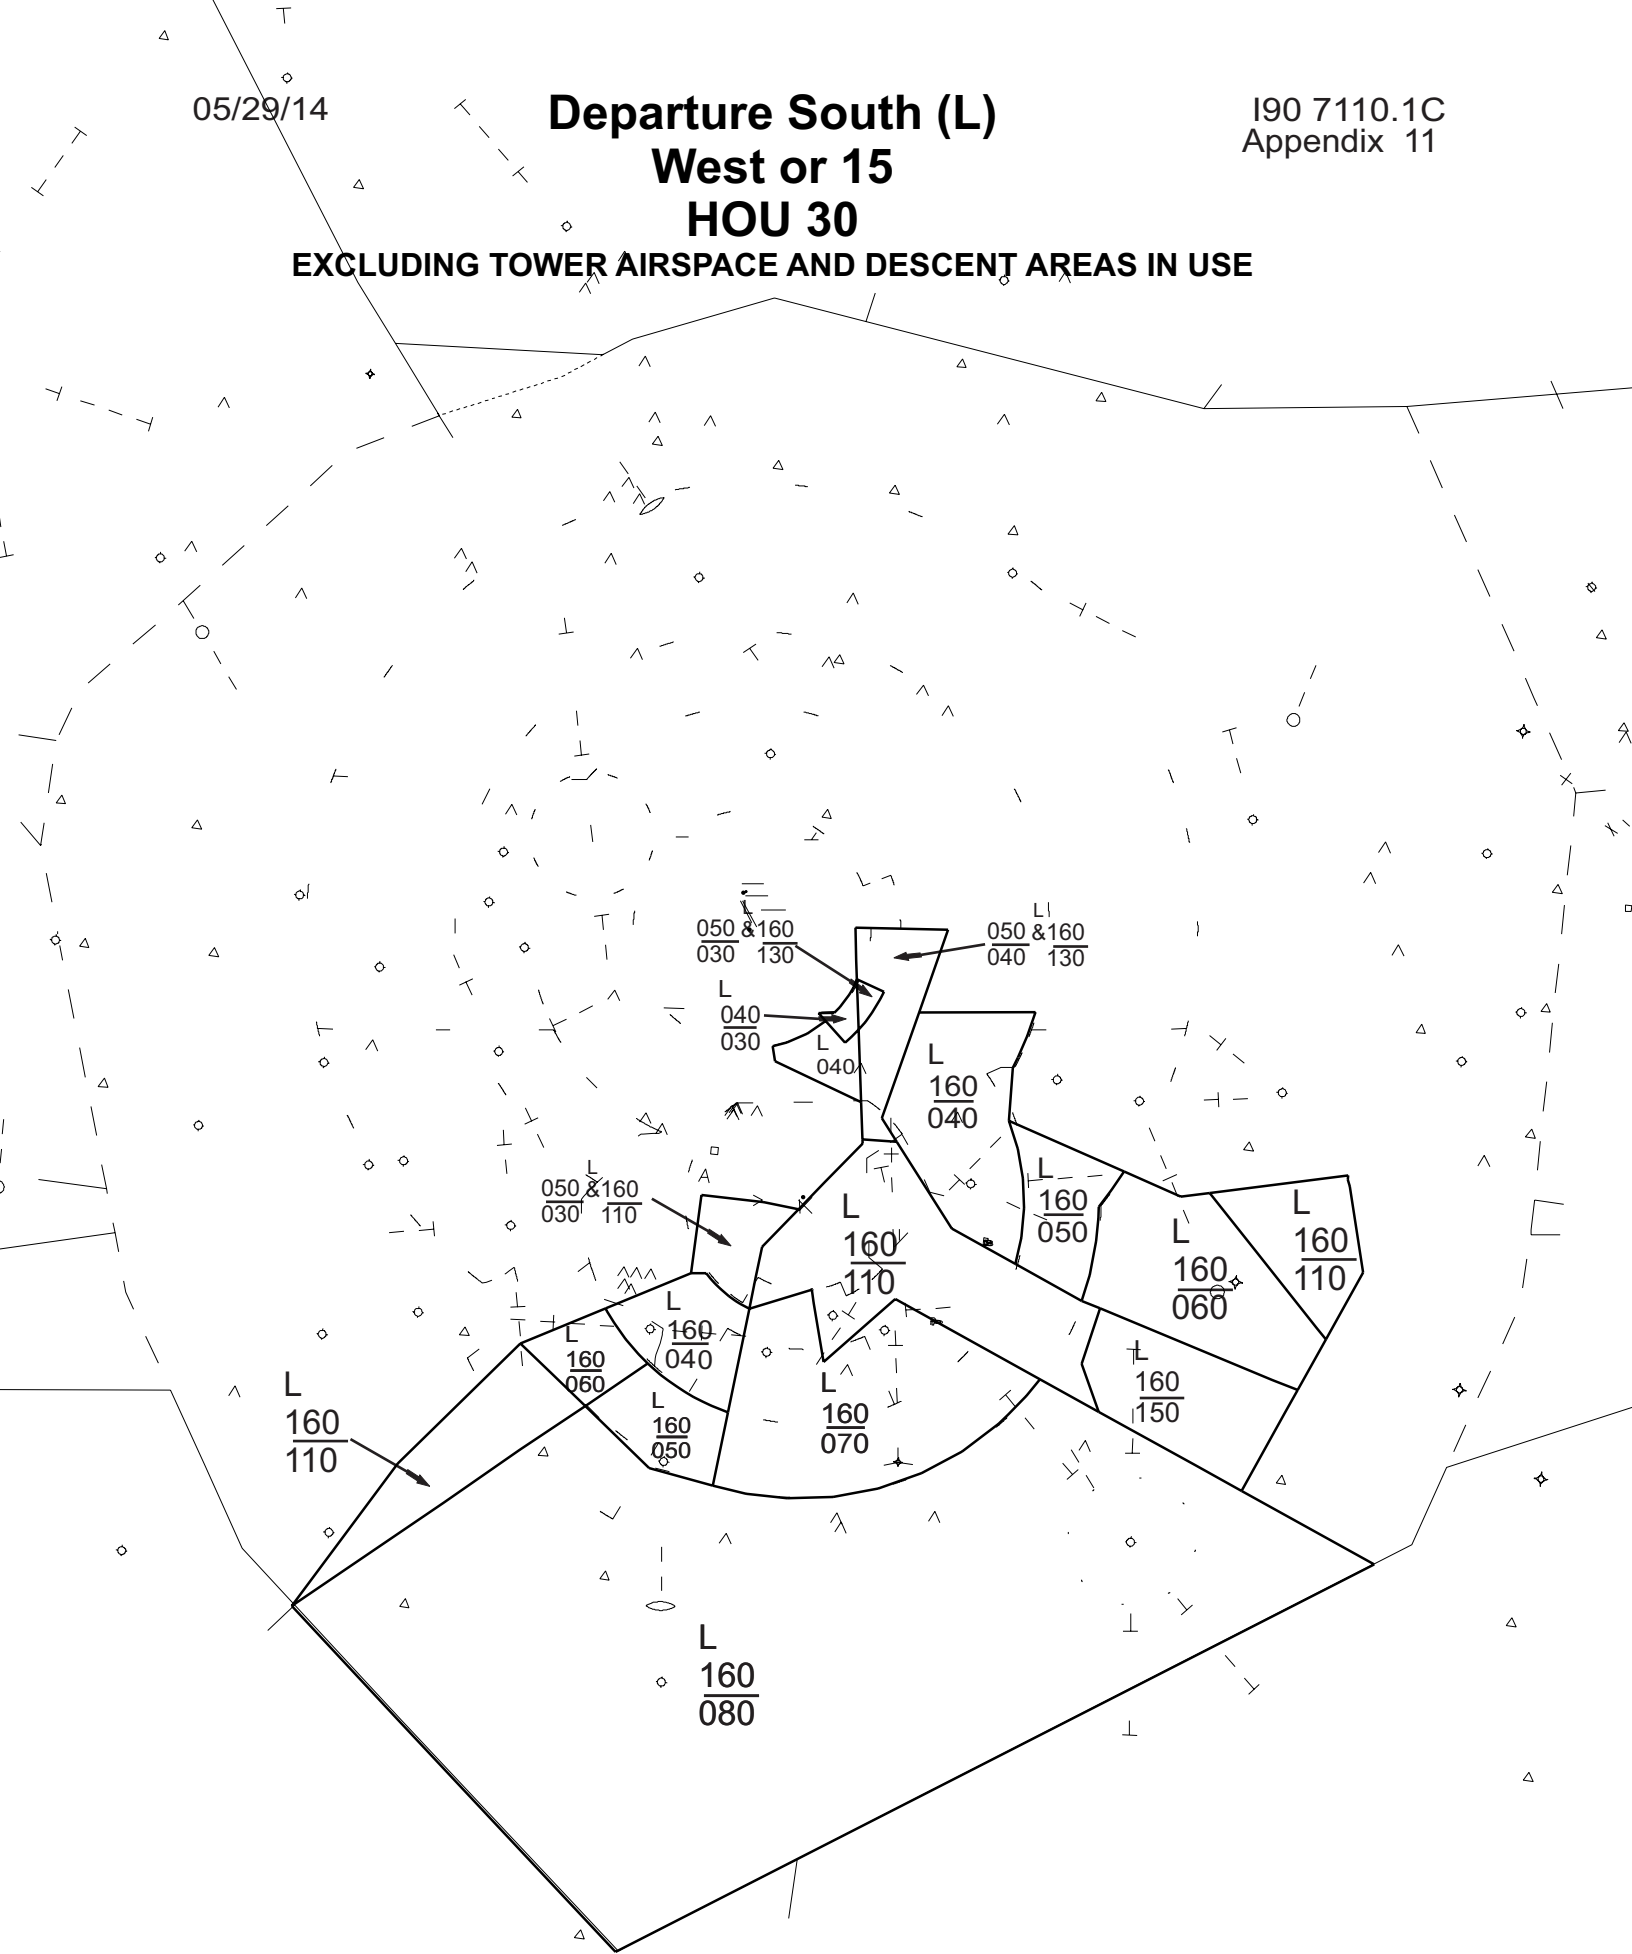 05/29/14
Departure South (L)
West or 15
HOU 30
EXCLUDING TOWER AIRSPACE AND DESCENT AREAS IN USE
I90 7110.1C
Appendix 11
L
050 & 160
030 130
L
050 & 160
040 130
L
040
030
L
040
L
160
040
L
160
050
L
050 & 160
030 110
L
160
110
L
160
060
L
160
110
L
160
040
L
160
060
L
160
050
L
160
070
L
160
150
L
160
110
L
160
080